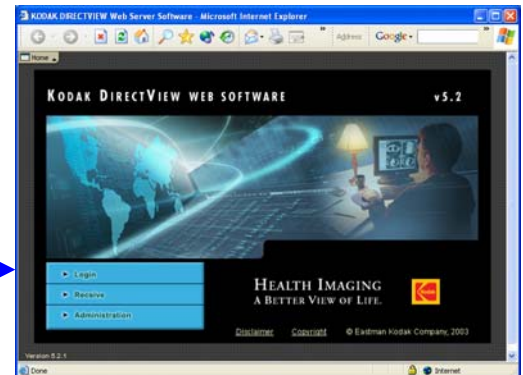 KODAK DIRECTVIEW Web Server Software - Microsoft Internet Explorer
Address
Google
Home
KODAK DIRECTVIEW WEB SOFTWARE
v5.2
Login
Receive
Administration
HEALTH IMAGING
A BETTER VIEW OF LIFE.
Kodak
Disclaimer Copyright © Eastman Kodak Company, 2003
Version 5.2.1
Done
Internet